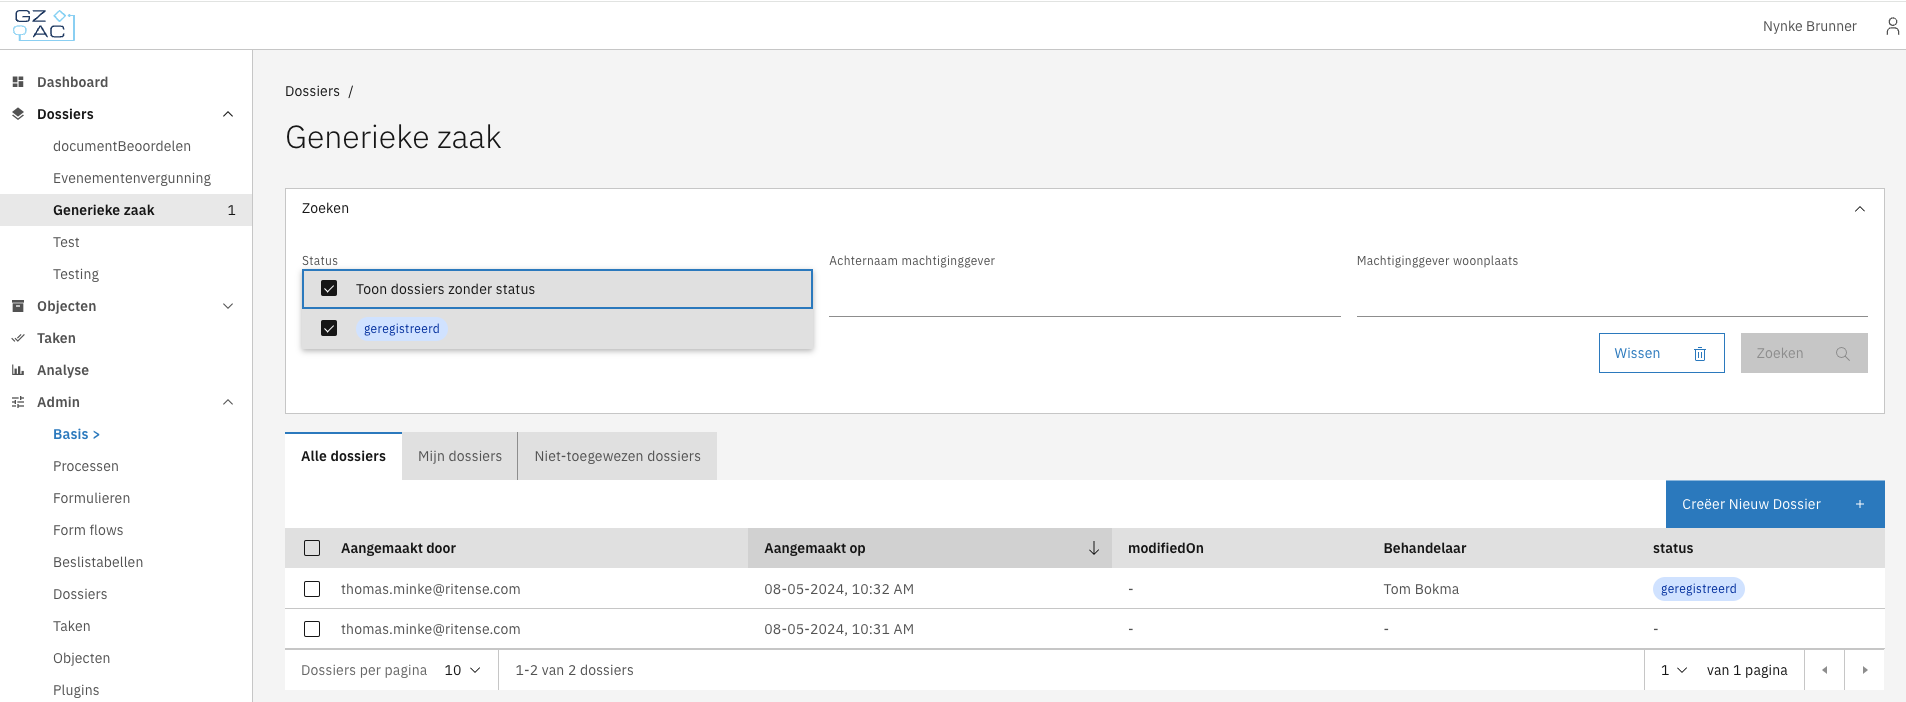 GZ
AC
Nynke Brunner
Dashboard
Dossiers
documentBeoordelen
Evenementenvergunning
Generieke zaak 1
Test
Testing
Objecten
Taken
Analyse
Admin
Basis >
Processen
Formulieren
Form flows
Beslistabellen
Dossiers
Taken
Objecten
Plugins
Dossiers /
Generieke zaak
Zoeken
Status Achternaam machtiginggever Machtiginggever woonplaats
Toon dossiers zonder status
geregistreerd
Wissen Zoeken
Alle dossiers Mijn dossiers Niet-toegewezen dossiers
Creëer Nieuw Dossier +
Aangemaakt door Aangemaakt op modifiedOn Behandelaar status
thomas.minke@ritense.com 08-05-2024, 10:32 AM - Tom Bokma geregistreerd
thomas.minke@ritense.com 08-05-2024, 10:31 AM - - -
Dossiers per pagina 10 1-2 van 2 dossiers 1 van 1 pagina